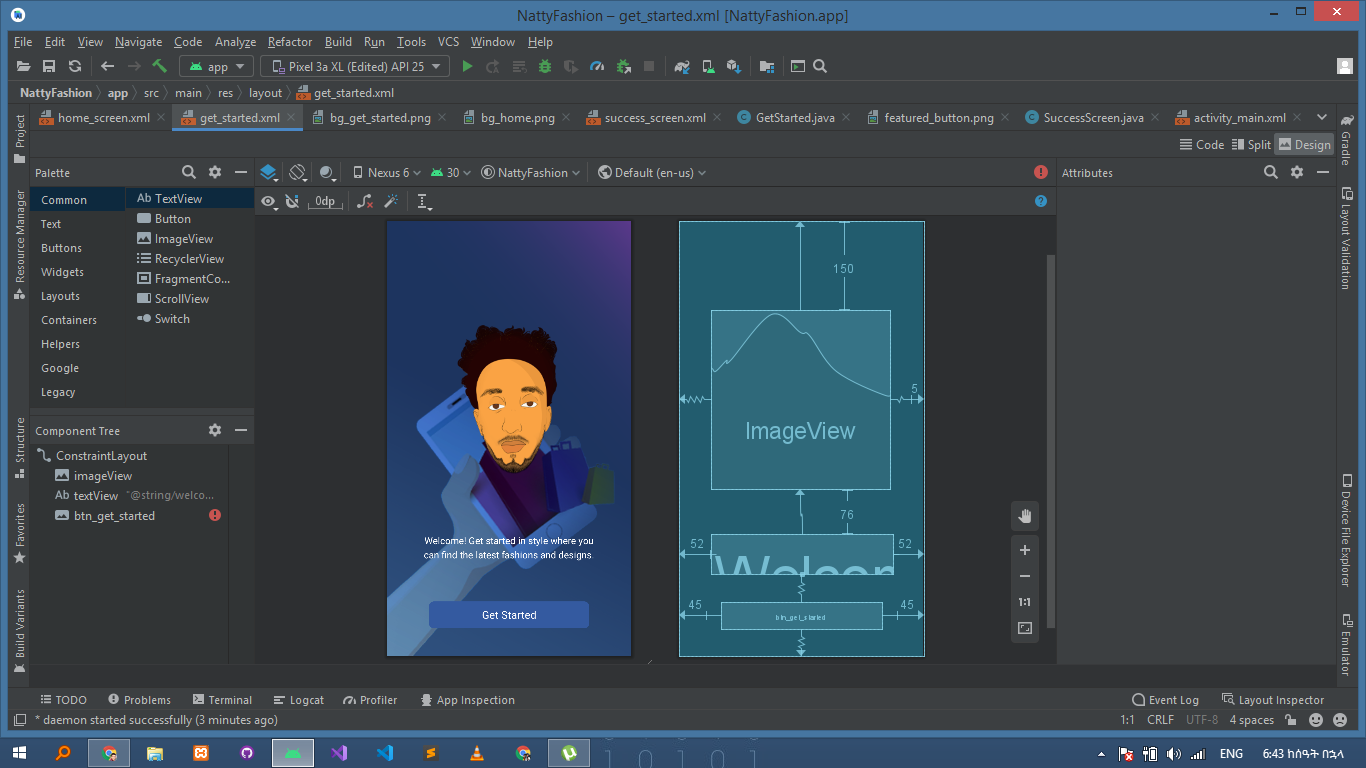 NattyFashion – get_started.xml [NattyFashion.app]
File Edit View Navigate Code Analyze Refactor Build Run Tools VCS Window Help
app Pixel 3a XL (Edited) API 25
NattyFashion app src main res layout get_started.xml
home_screen.xml get_started.xml bg_get_started.png bg_home.png success_screen.xml GetStarted.java featured_button.png SuccessScreen.java activity_main.xml
Code Split Design
Palette Nexus 6 30 NattyFashion Default (en-us) Attributes
Common
Text
Buttons
Widgets
Layouts
Containers
Helpers
Google
Legacy
Ab TextView
Button
ImageView
RecyclerView
FragmentCo...
ScrollView
Switch
0dp
Component Tree
ConstraintLayout
imageView
Ab textView "@string/welco...
btn_get_started
Welcome! Get started in style where you
can find the latest fashions and designs.
Get Started
150
5
ImageView
76
52 52
Welcom
45 45
btn_get_started
1:1
Project
Resource Manager
Structure
Favorites
Build Variants
Gradle
Layout Validation
Device File Explorer
Emulator
TODO Problems Terminal Logcat Profiler App Inspection Event Log Layout Inspector
* daemon started successfully (3 minutes ago) 1:1 CRLF UTF-8 4 spaces
1 0 1 0 1
ENG 6:43 ከሰዓት በኋላ